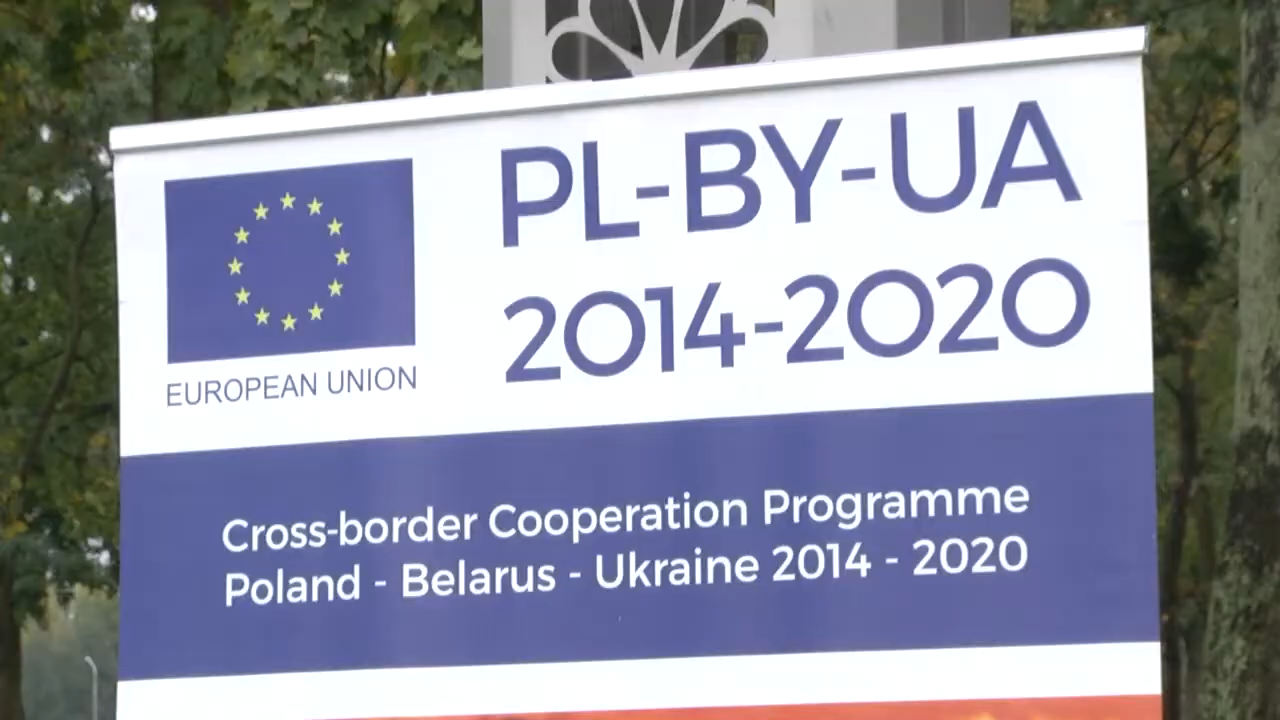 PL-BY-UA
2014-2020
EUROPEAN UNION
Cross-border Cooperation Programme
Poland - Belarus - Ukraine 2014 - 2020